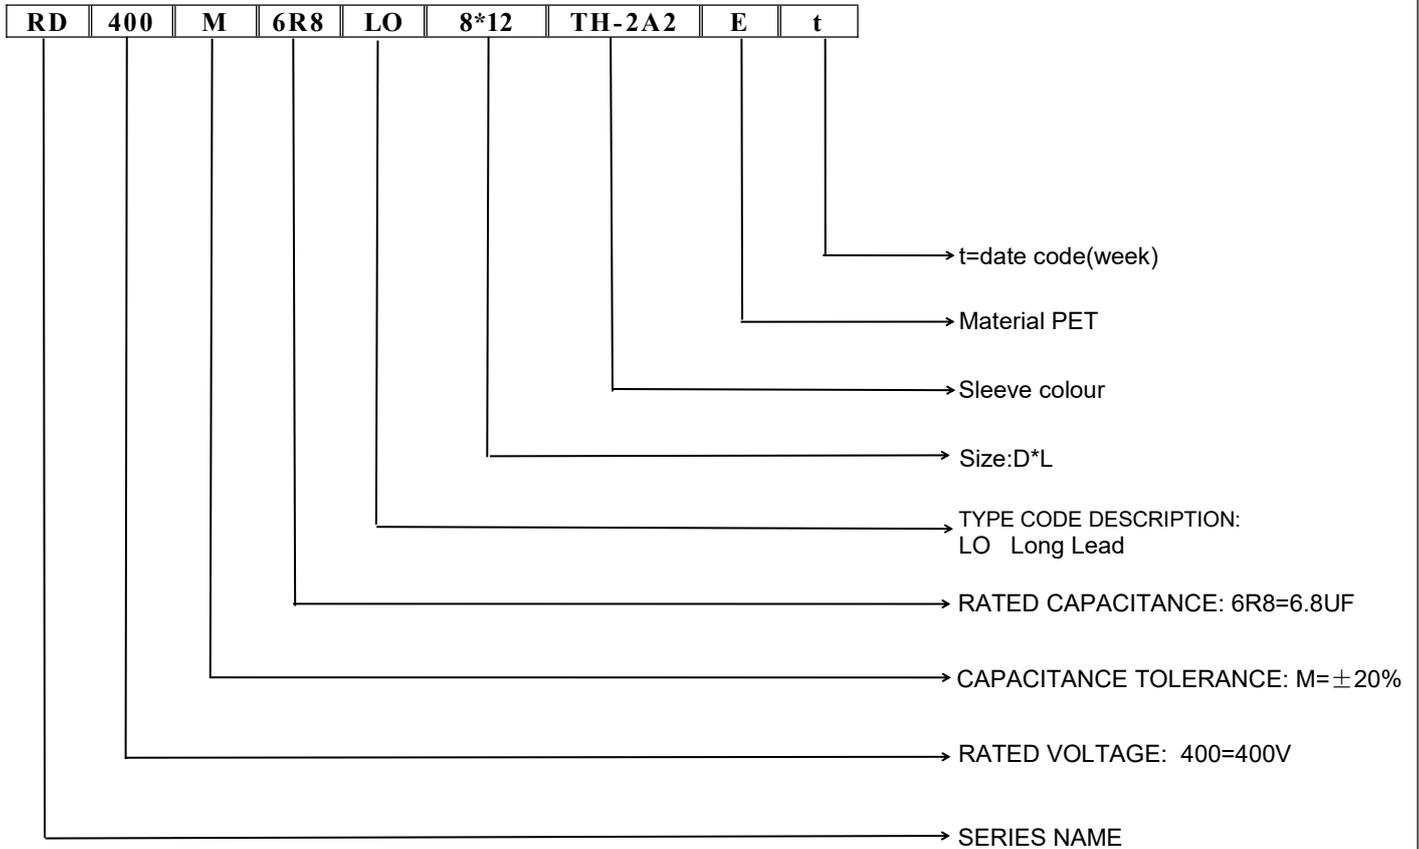 RD 400 M 6R8 LO 8*12 TH-2A2 E t
t=date code(week)
Material PET
Sleeve colour
Size:D*L
TYPE CODE DESCRIPTION:
LO Long Lead
RATED CAPACITANCE: 6R8=6.8UF
CAPACITANCE TOLERANCE: M=±20%
RATED VOLTAGE: 400=400V
SERIES NAME